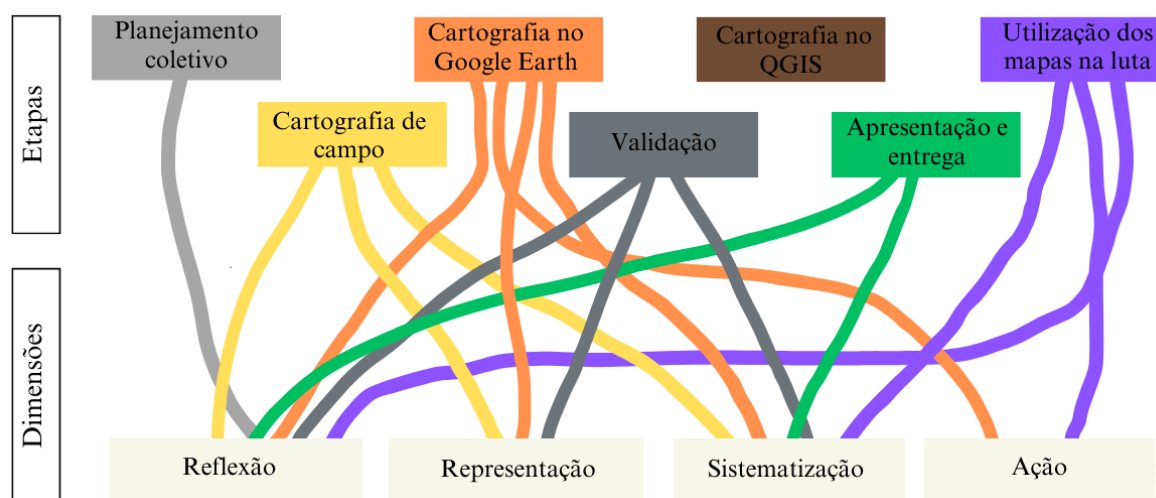 Etapas
Planejamento
coletivo
Cartografia no
Google Earth
Cartografia no
QGIS
Utilização dos
mapas na luta
Cartografia de
campo
Validação
Apresentação e
entrega
Dimensões
Reflexão
Representação
Sistematização
Ação